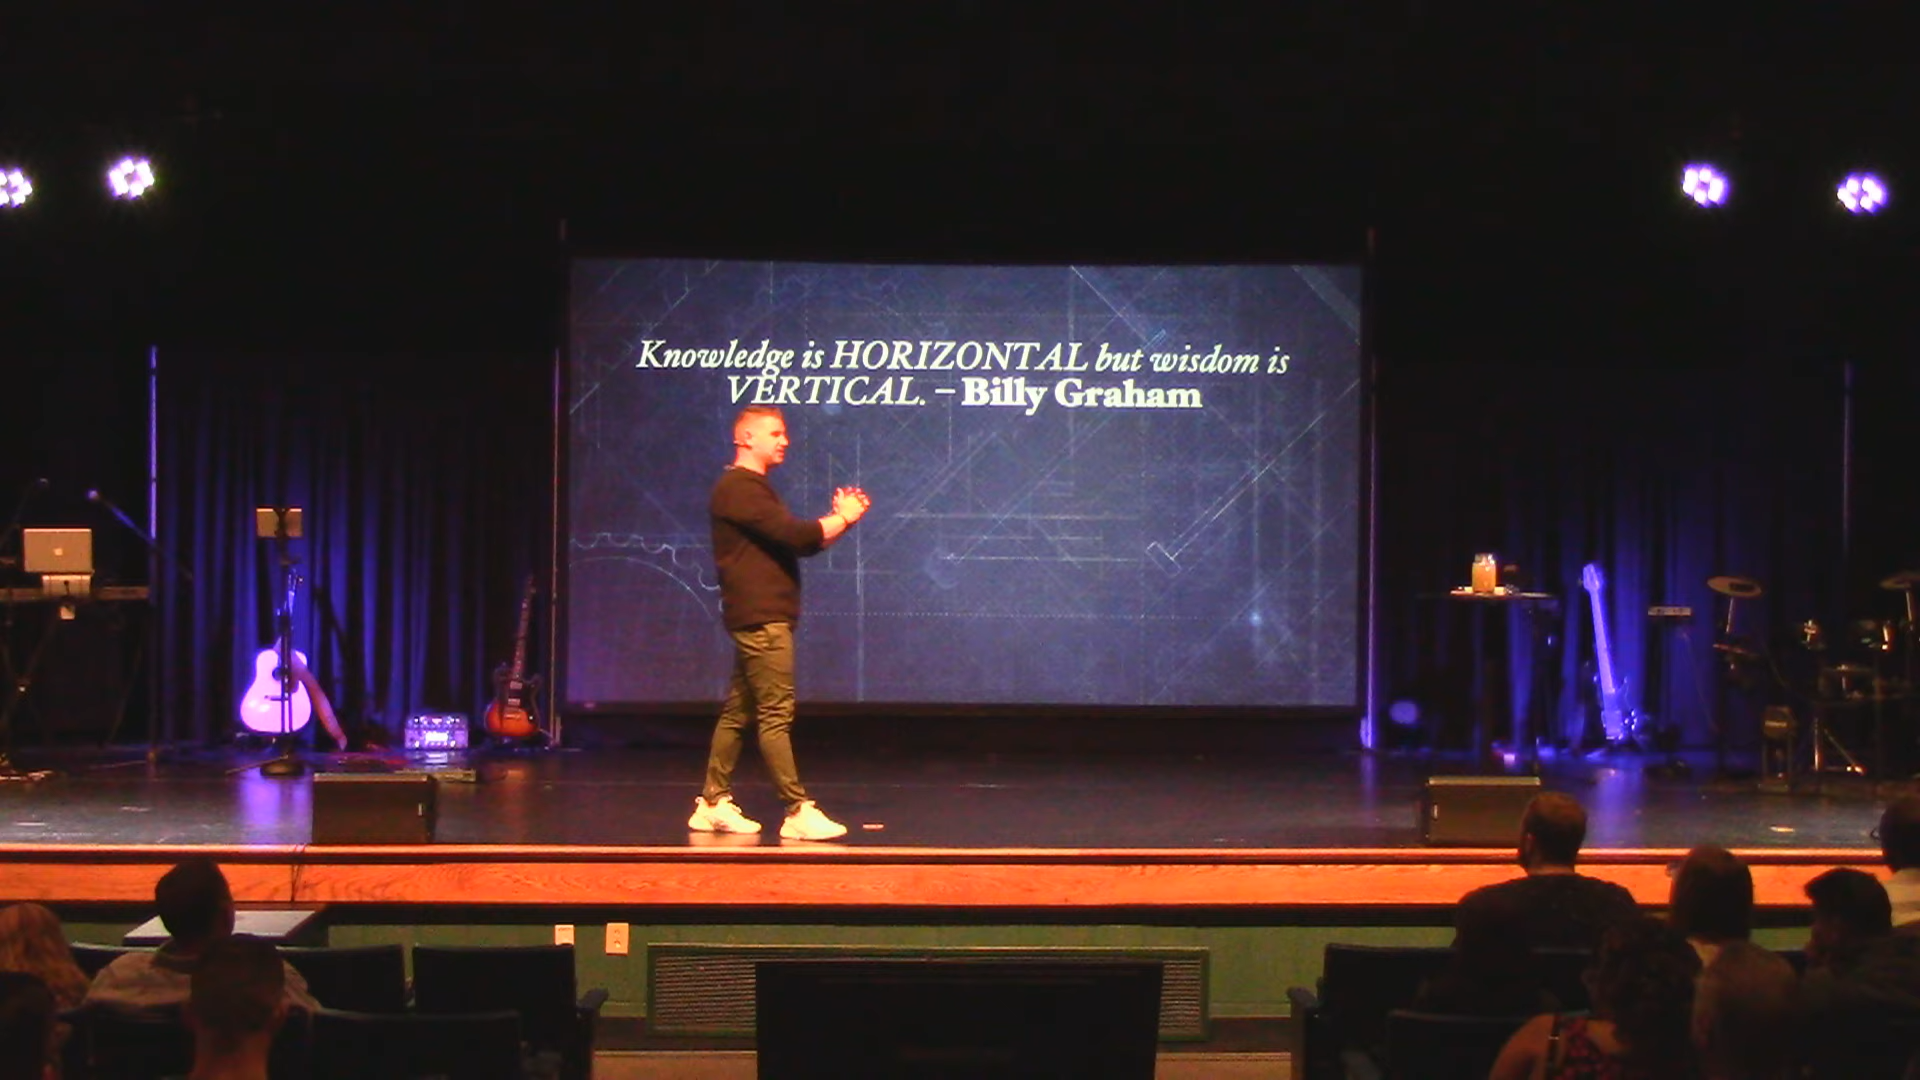 Knowledge is HORIZONTAL but wisdom is
VERTICAL. – Billy Graham